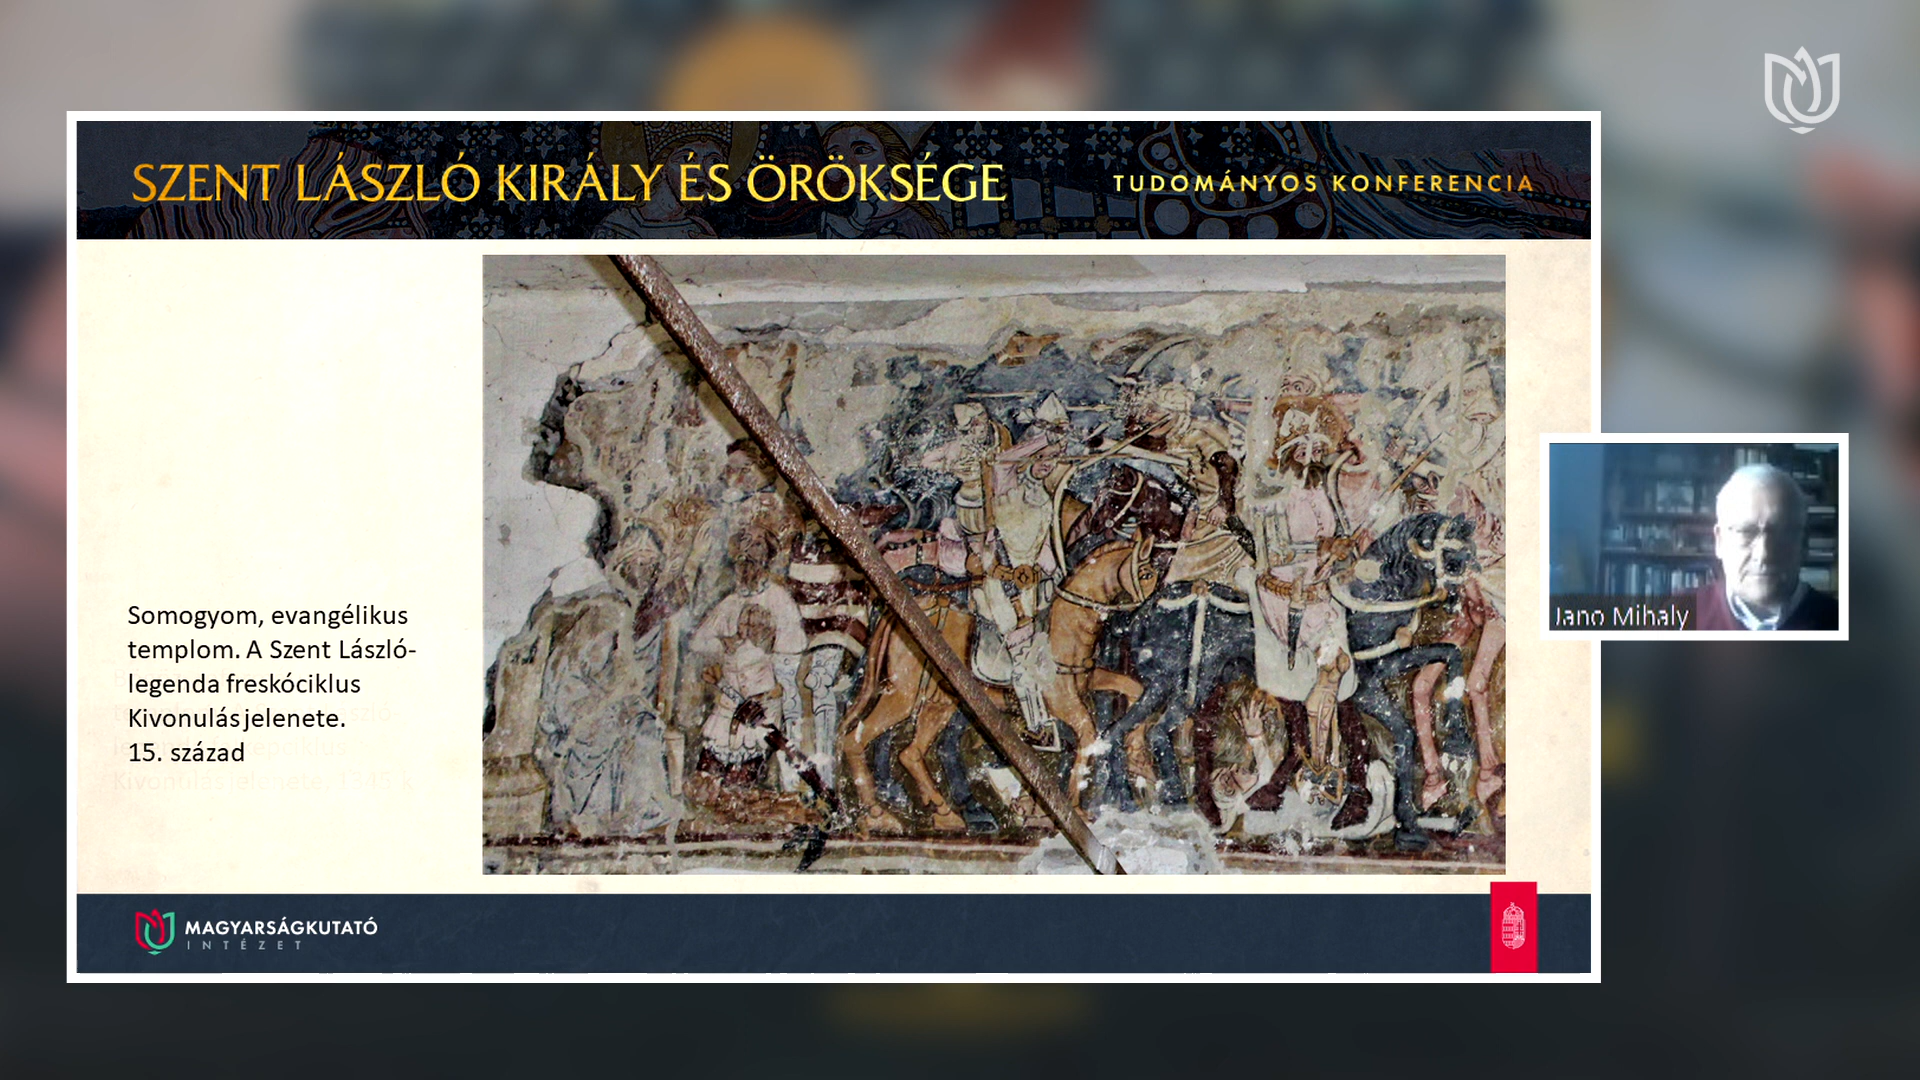 SZENT LÁSZLÓ KIRÁLY ÉS ÖRÖKSÉGE
TUDOMÁNYOS KONFERENCIA
Somogyom, evangélikus
templom. A Szent László-
legenda freskóciklus
Kivonulás jelenete.
15. század
Jano Mihaly
MAGYARSÁGKUTATÓ
INTÉZET